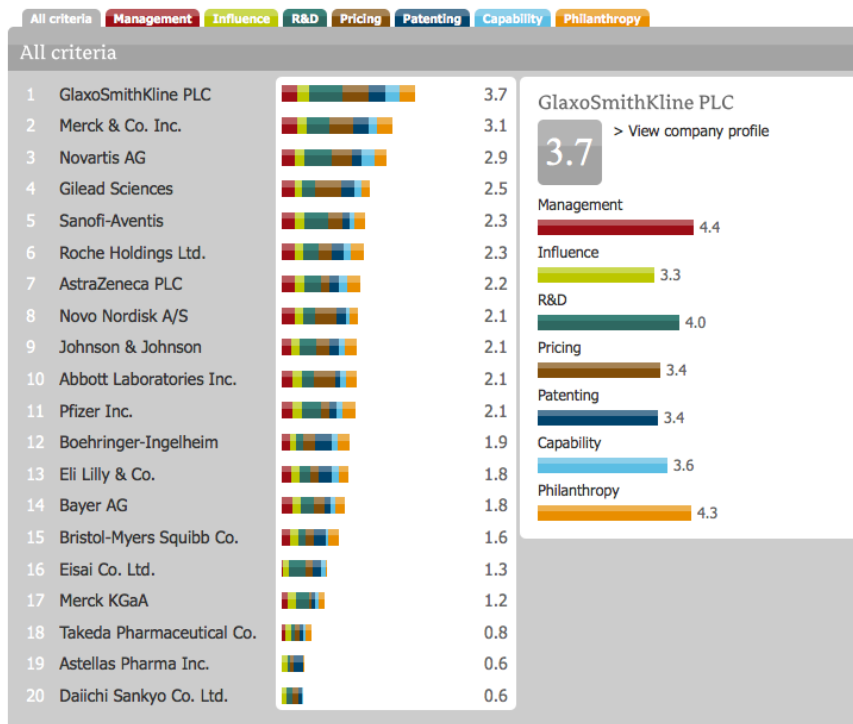 All criteria Management Influence R&D Pricing Patenting Capability Philanthropy
All criteria
1 GlaxoSmithKline PLC 3.7
2 Merck & Co. Inc. 3.1
3 Novartis AG 2.9
4 Gilead Sciences 2.5
5 Sanofi-Aventis 2.3
6 Roche Holdings Ltd. 2.3
7 AstraZeneca PLC 2.2
8 Novo Nordisk A/S 2.1
9 Johnson & Johnson 2.1
10 Abbott Laboratories Inc. 2.1
11 Pfizer Inc. 2.1
12 Boehringer-Ingelheim 1.9
13 Eli Lilly & Co. 1.8
14 Bayer AG 1.8
15 Bristol-Myers Squibb Co. 1.6
16 Eisai Co. Ltd. 1.3
17 Merck KGaA 1.2
18 Takeda Pharmaceutical Co. 0.8
19 Astellas Pharma Inc. 0.6
20 Daiichi Sankyo Co. Ltd. 0.6
GlaxoSmithKline PLC
3.7 > View company profile
Management
4.4
Influence
3.3
R&D
4.0
Pricing
3.4
Patenting
3.4
Capability
3.6
Philanthropy
4.3